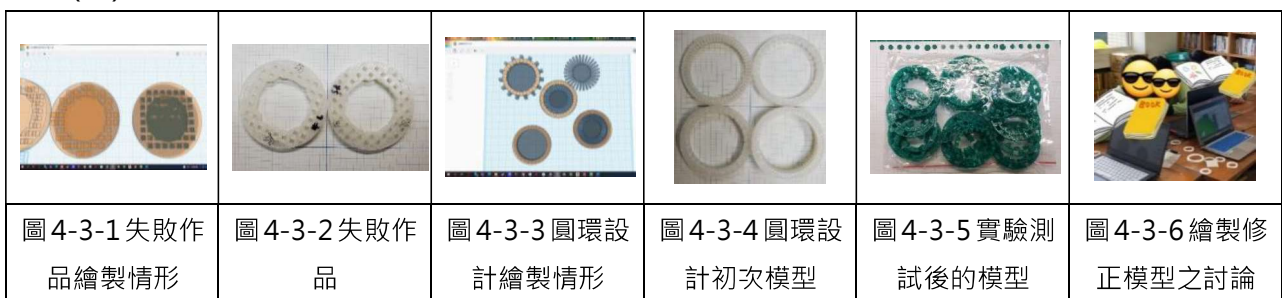 圖4-3-1失敗作
品繪製情形
圖4-3-2失敗作
品
圖4-3-3圓環設
計繪製情形
圖4-3-4圓環設
計初次模型
圖4-3-5實驗測
試後的模型
圖4-3-6繪製修
正模型之討論